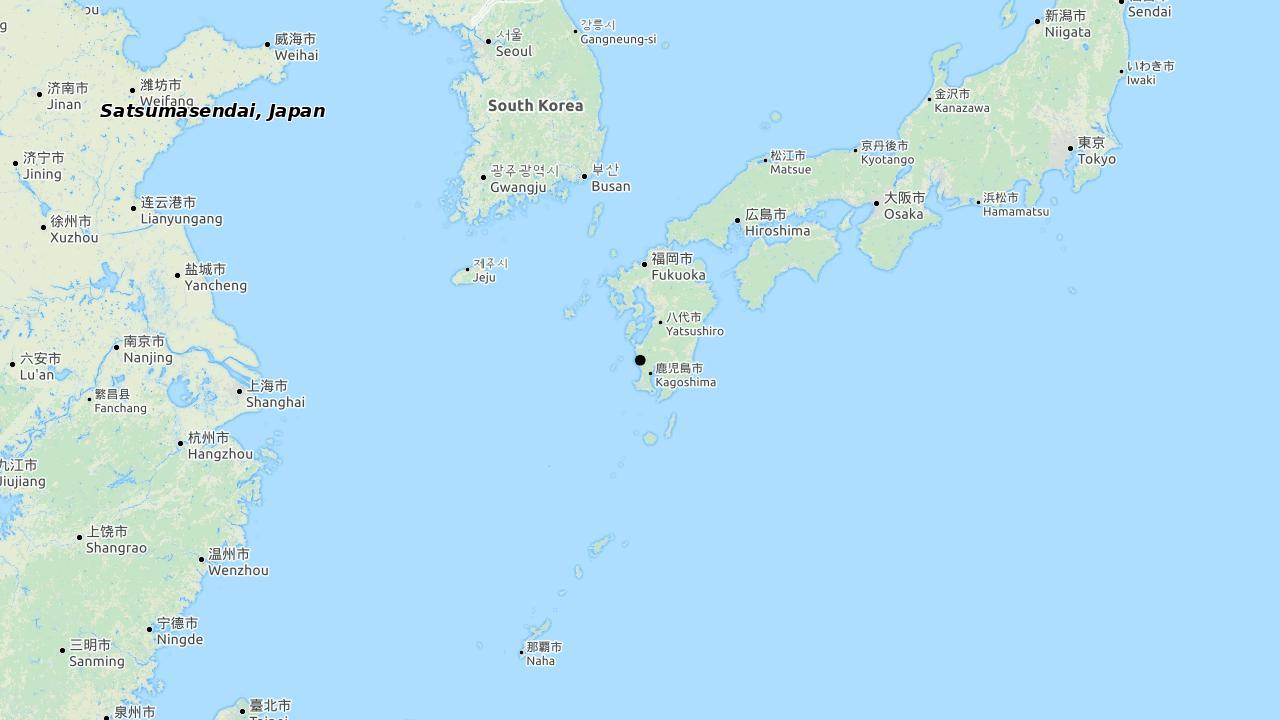 新潟市
Niigata
Sendai
강릉시
Gangneung-si
서울
Seoul
威海市
Weihai
いわき市
Iwaki
潍坊市
Weifang
济南市
Jinan
金沢市
Kanazawa
South Korea
Satsumasendai, Japan
東京
Tokyo
京丹後市
Kyotango
松江市
Matsue
济宁市
Jining
광주광역시
Gwangju
부산
Busan
大阪市
Osaka
浜松市
Hamamatsu
连云港市
Lianyungang
徐州市
Xuzhou
広島市
Hiroshima
福岡市
Fukuoka
제주시
Jeju
盐城市
Yancheng
八代市
Yatsushiro
南京市
Nanjing
六安市
Lu'an
鹿児島市
Kagoshima
上海市
Shanghai
繁昌县
Fanchang
杭州市
Hangzhou
九江市
Jiujiang
上饶市
Shangrao
温州市
Wenzhou
宁德市
Ningde
三明市
Sanming
那覇市
Naha
臺北市
泉州市